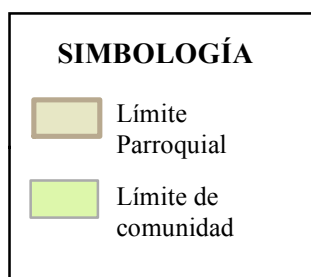 SIMBOLOGÍA
Límite
Parroquial
Límite de
comunidad